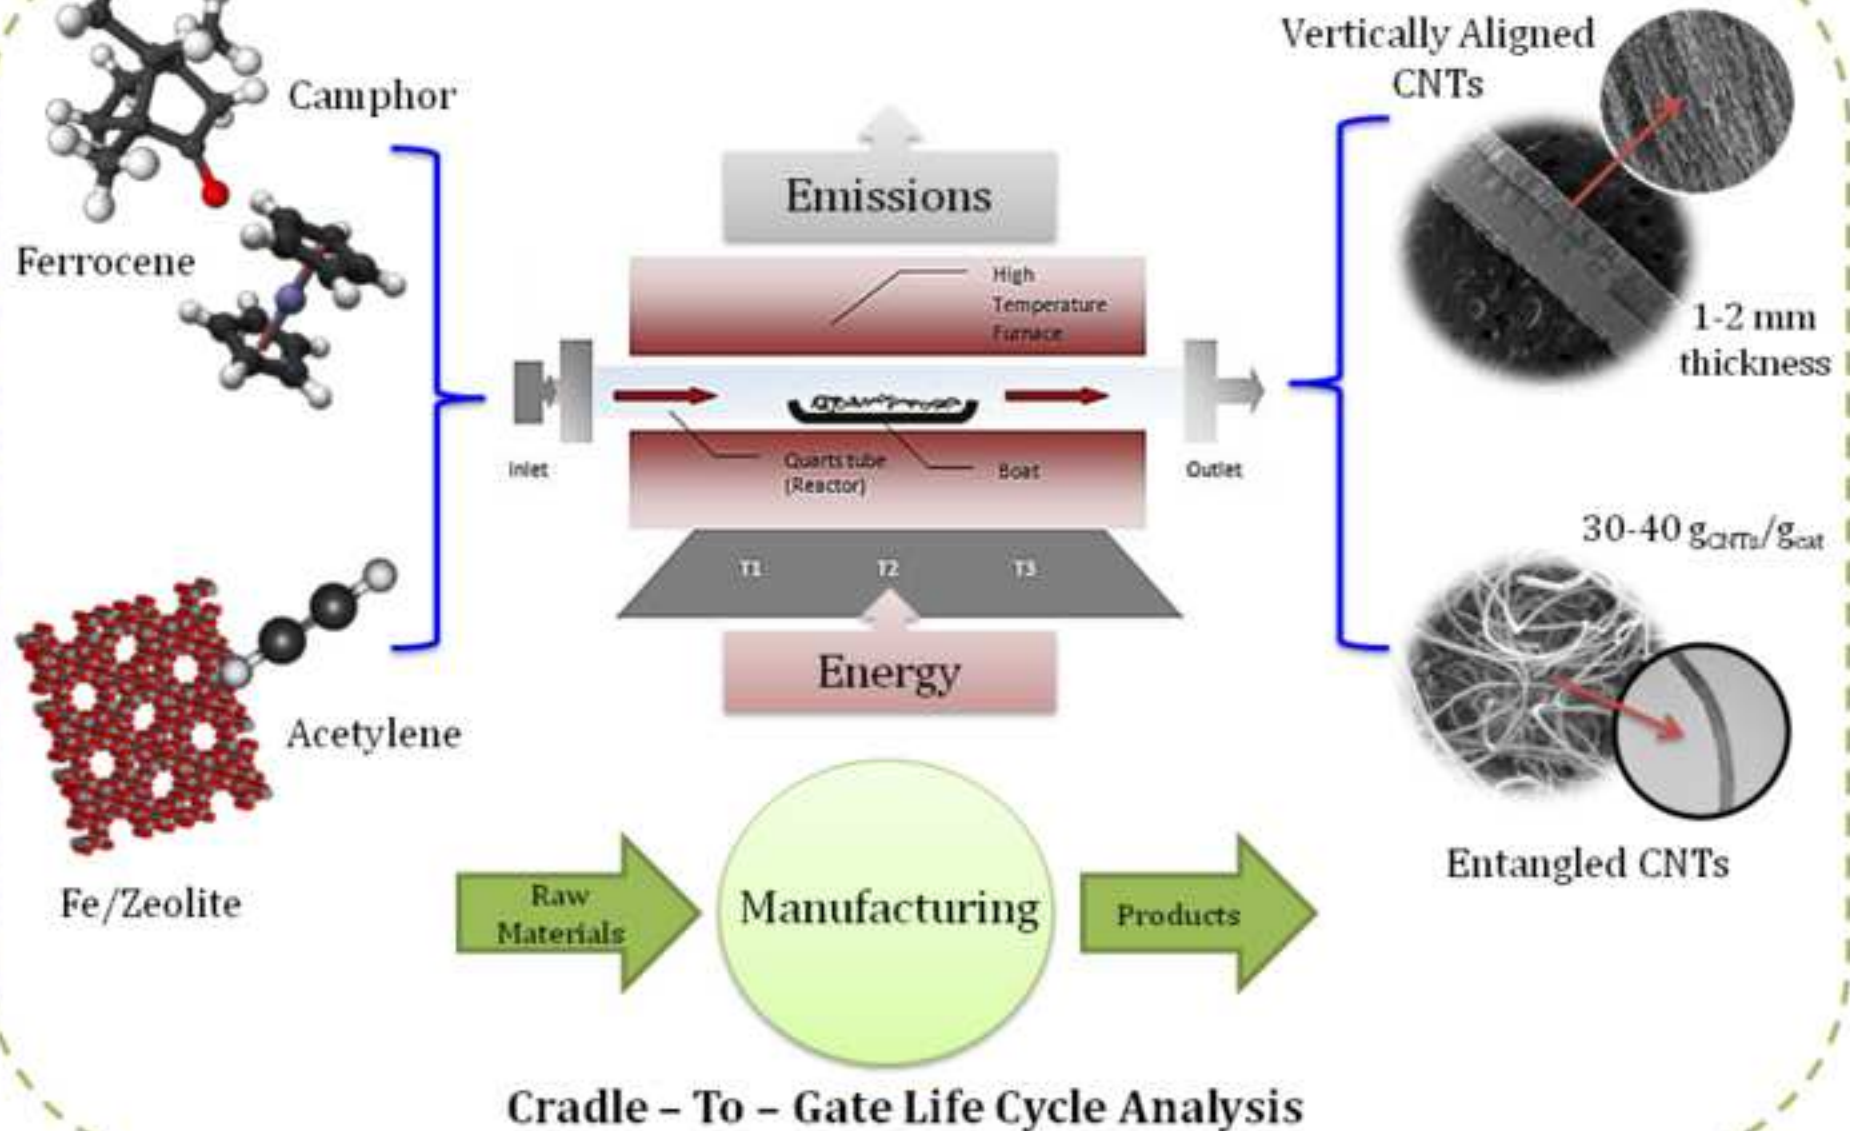 Camphor
Ferrocene
Acetylene
Fe/Zeolite
Emissions
High
Temperature
Furnace
Inlet
Quarts tube
(Reactor)
Boat
Outlet
T1 T2 T3
Energy
Vertically Aligned
CNTs
1-2 mm
thickness
30-40 gCNTs/gcat
Entangled CNTs
Raw
Materials
Manufacturing
Products
Cradle – To – Gate Life Cycle Analysis